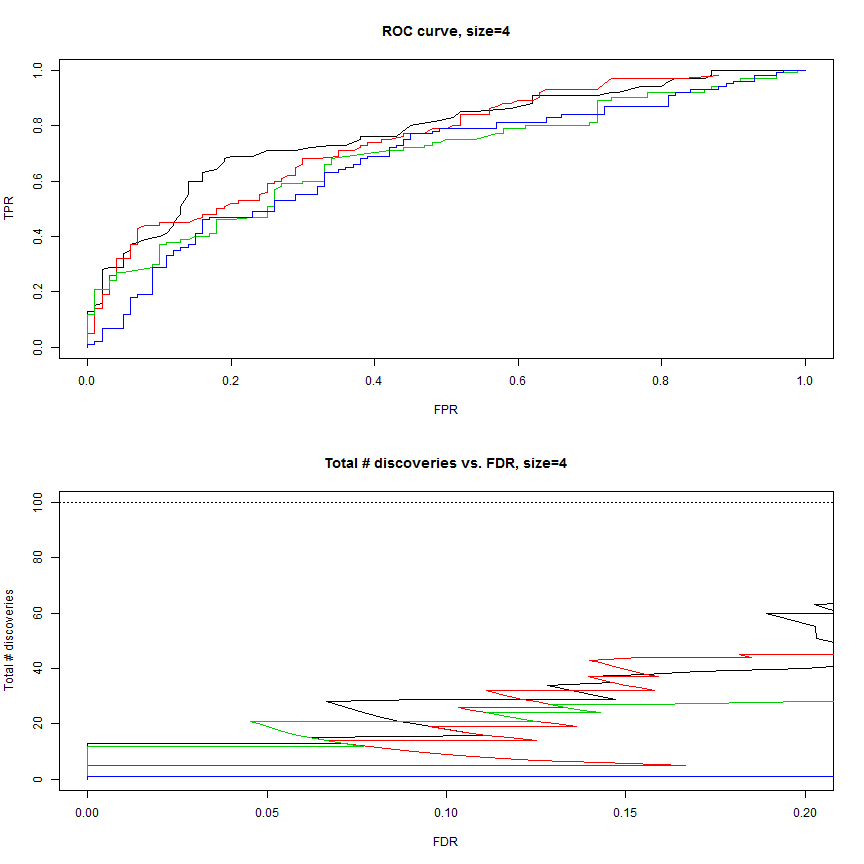 ROC curve, size=4
TPR
1.0
0.8
0.6
0.4
0.2
0.0
0.0 0.2 0.4 0.6 0.8 1.0
FPR
Total # discoveries vs. FDR, size=4
Total # discoveries
100
80
60
40
20
0
0.00 0.05 0.10 0.15 0.20
FDR